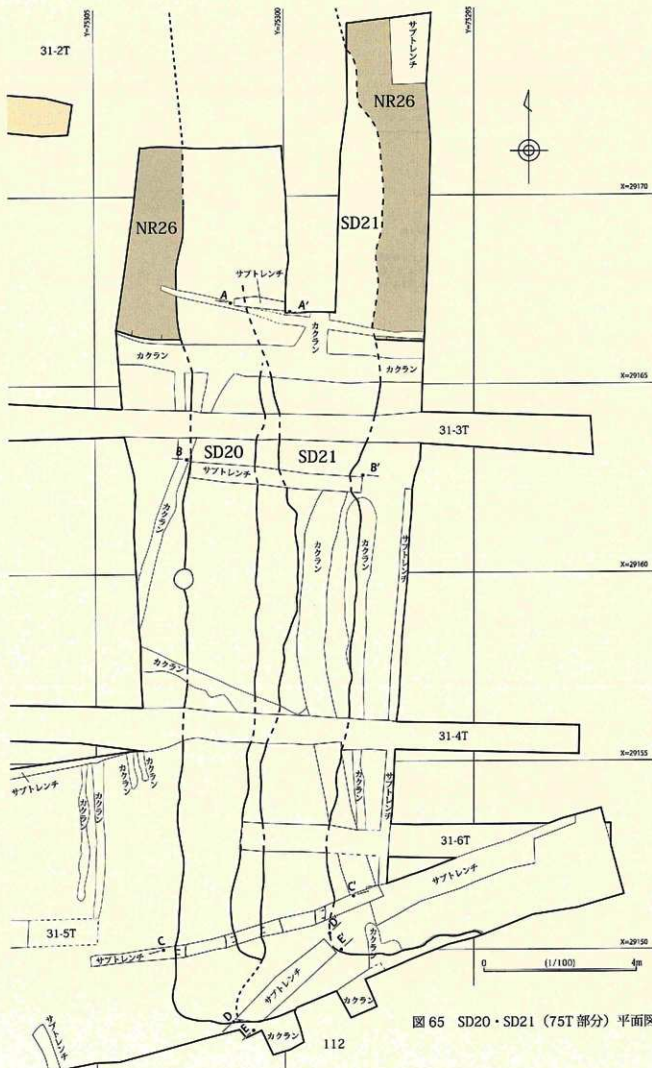 Y=75305
Y=75300
Y=75295
31-2T
サブトレンチ
NR26
X=29170
NR26
SD21
サブトレンチ
A
A'
カクラン
カクラン
カクラン
X=29165
31-3T
SD20
SD21
B
サブトレンチ
B'
カクラン
カクラン
カクラン
サブトレンチ
X=29160
カクラン
31-4T
X=29155
サブトレンチ
カクラン
カクラン
カクラン
カクラン
サブトレンチ
31-6T
サブトレンチ
C'
31-5T
C
サブトレンチ
D'
E'
カクラン
X=29150
サブトレンチ
0 (1/100) 4m
D
E
カクラン
カクラン
サブトレンチ
図 65 SD20・SD21（75T 部分）平面図
112